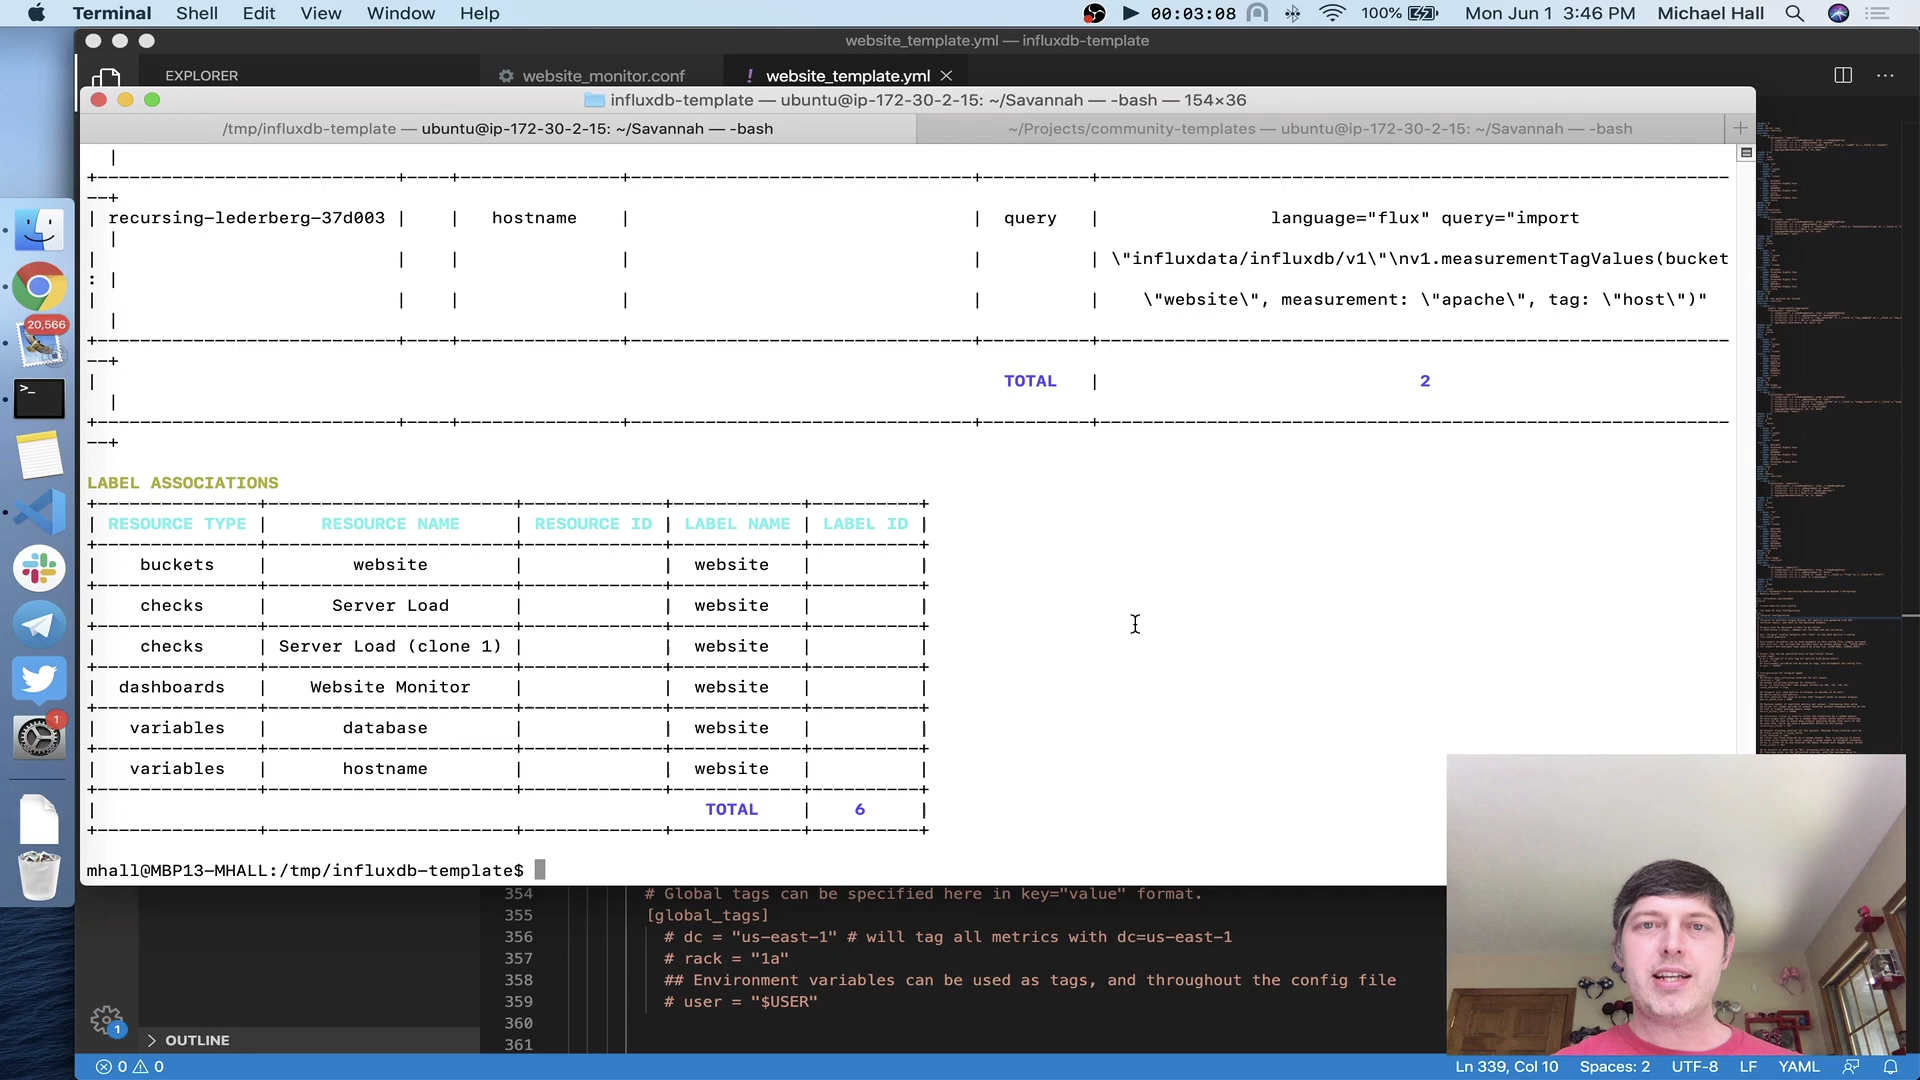 Terminal Shell Edit View Window Help 00:03:08 100% Mon Jun 1 3:46 PM Michael Hall
website_template.yml — influxdb-template
EXPLORER website_monitor.conf ! website_template.yml
influxdb-template — ubuntu@ip-172-30-2-15: ~/Savannah — -bash — 154×36
/tmp/influxdb-template — ubuntu@ip-172-30-2-15: ~/Savannah — -bash ~/Projects/community-templates — ubuntu@ip-172-30-2-15: ~/Savannah — -bash
recursing-lederberg-37d003 | | hostname | | query | language="flux" query="import
| \"influxdata/influxdb/v1\"\nv1.measurementTagValues(bucket
: |
| \"website\", measurement: \"apache\", tag: \"host\")"
TOTAL | 2
LABEL ASSOCIATIONS
| RESOURCE TYPE | RESOURCE NAME | RESOURCE ID | LABEL NAME | LABEL ID |
| buckets | website | | website | |
| checks | Server Load | | website | |
| checks | Server Load (clone 1) | | website | |
| dashboards | Website Monitor | | website | |
| variables | database | | website | |
| variables | hostname | | website | |
| TOTAL | 6 |
mhall@MBP13-MHALL:/tmp/influxdb-template$
20,566
1
354 # Global tags can be specified here in key="value" format.
355 [global_tags]
356 # dc = "us-east-1" # will tag all metrics with dc=us-east-1
357 # rack = "1a"
358 ## Environment variables can be used as tags, and throughout the config file
359 # user = "$USER"
360
361
1
OUTLINE
0 0 Ln 339, Col 10 Spaces: 2 UTF-8 LF YAML